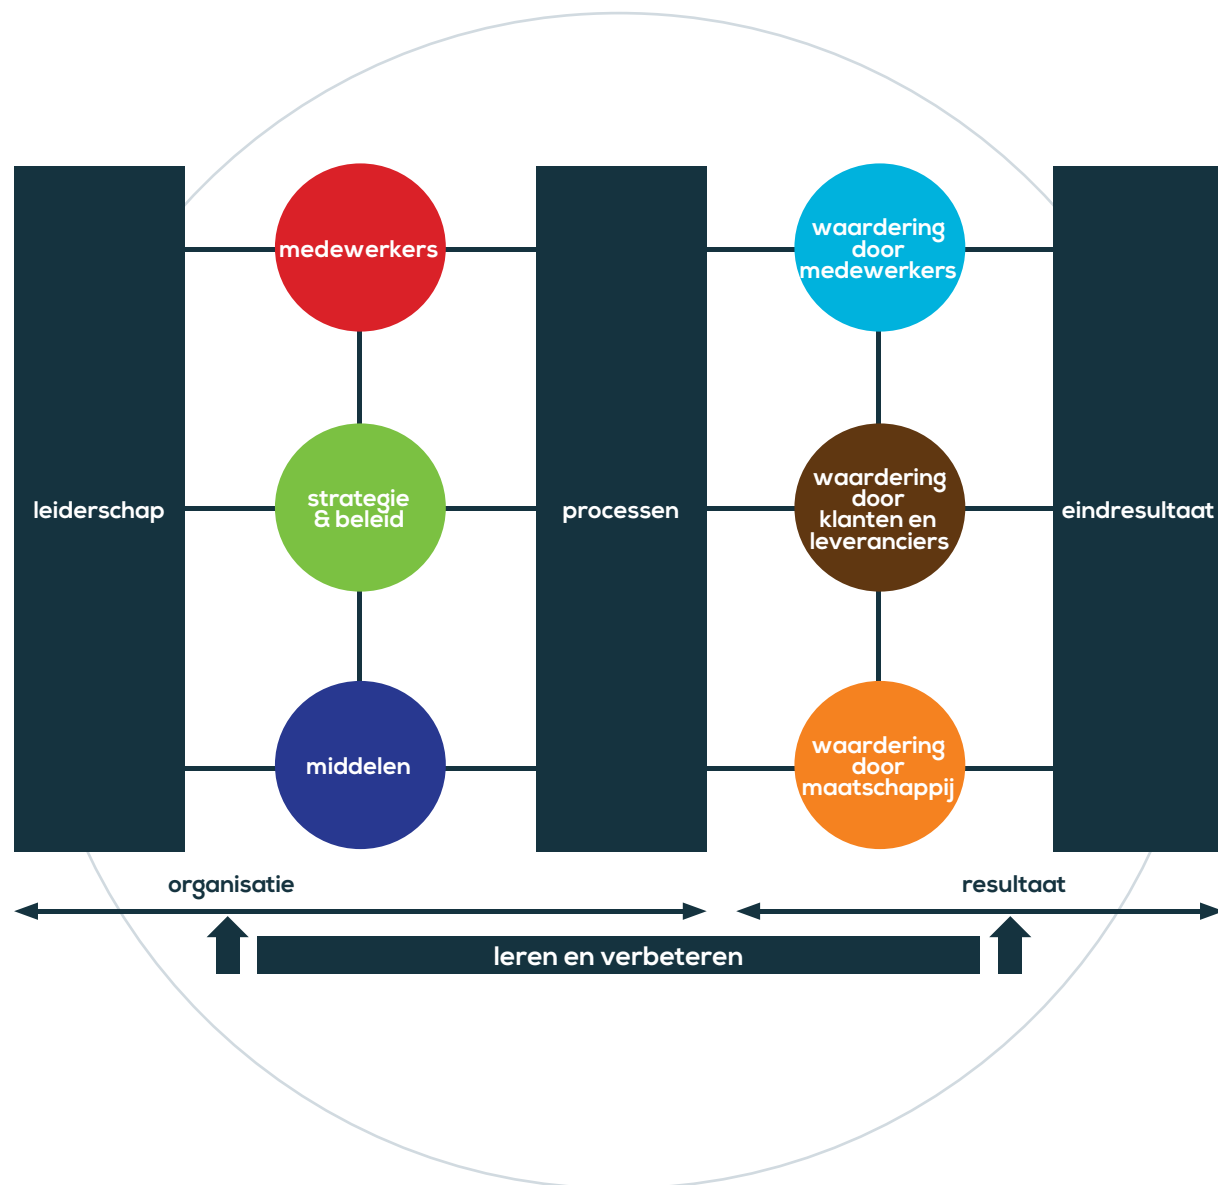 medewerkers
waardering
door
medewerkers
leiderschap
strategie
& beleid
processen
waardering
door
klanten en
leveranciers
eindresultaat
middelen
waardering
door
maatschappij
organisatie
resultaat
leren en verbeteren